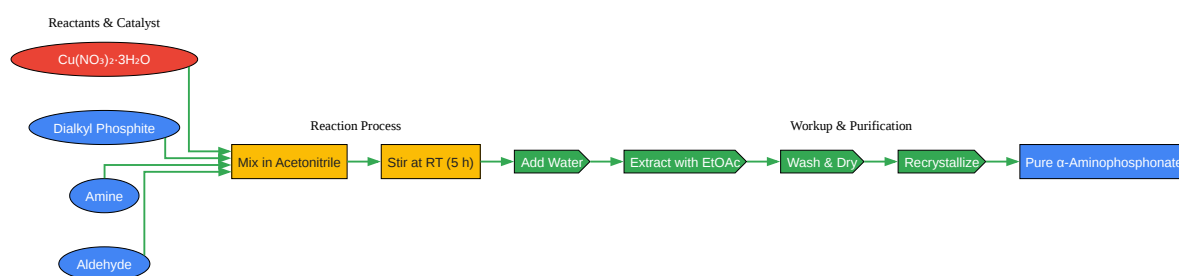 Reactants & Catalyst
Cu(NO₃)₂·3H₂O
Dialkyl Phosphite
Amine
Aldehyde
Reaction Process
Mix in Acetonitrile
Stir at RT (5 h)
Workup & Purification
Add Water
Extract with EtOAc
Wash & Dry
Recrystallize
Pure α-Aminophosphonate